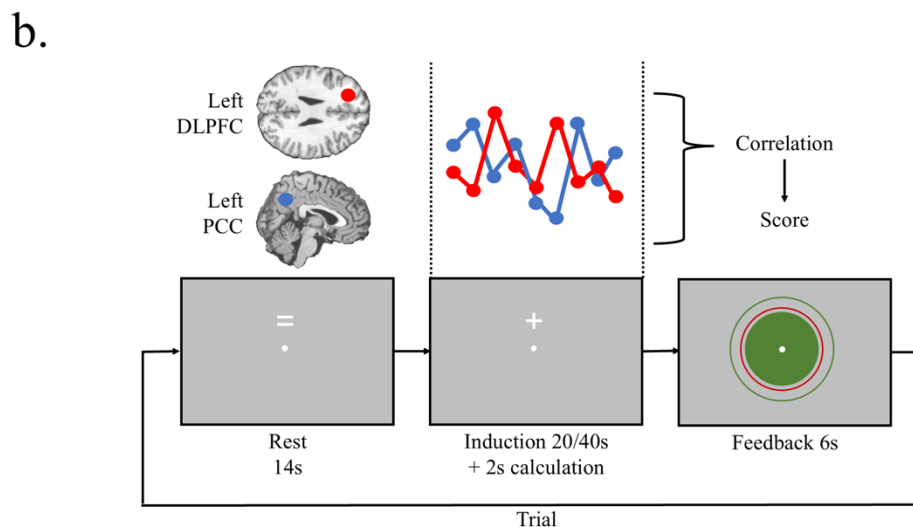 b.
Left
DLPFC
Left
PCC
Correlation
Score
=
+
Rest
14s
Induction 20/40s
+ 2s calculation
Feedback 6s
Trial